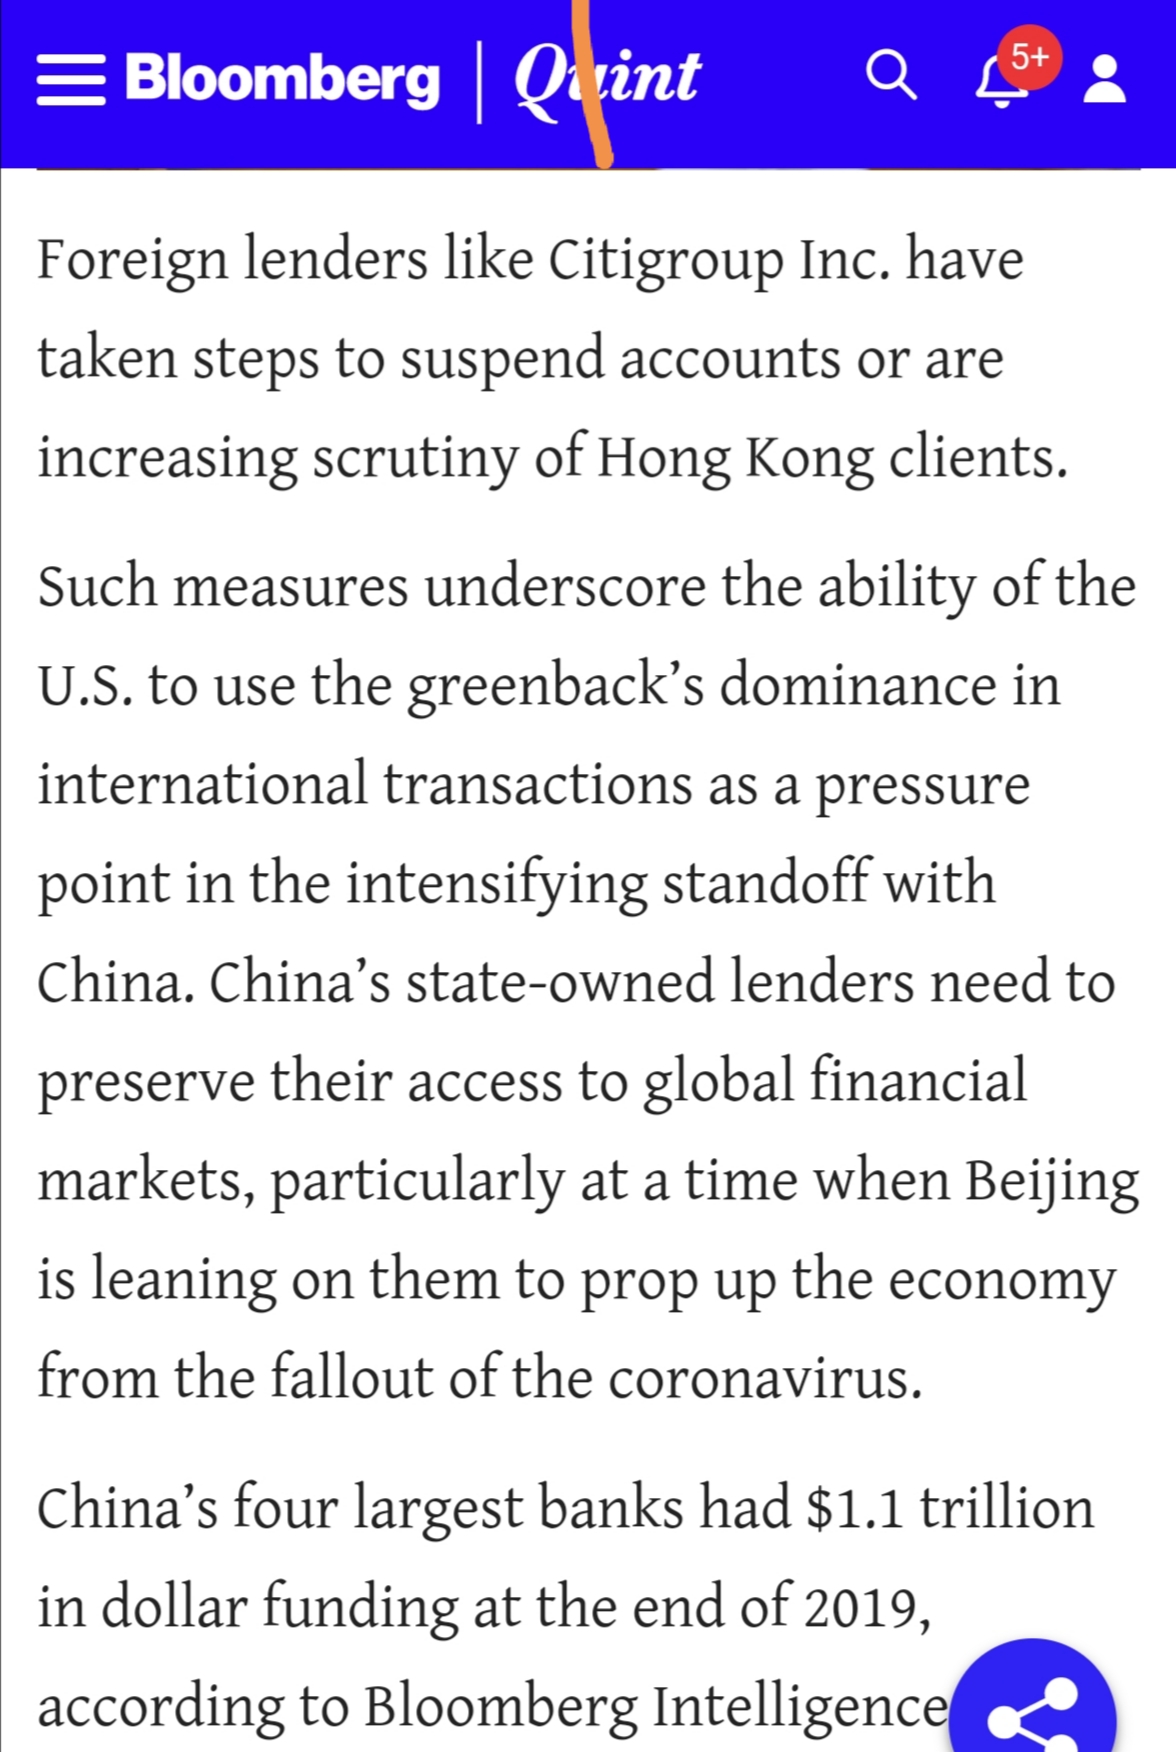 Bloomberg | Quint
5+
Foreign lenders like Citigroup Inc. have
taken steps to suspend accounts or are
increasing scrutiny of Hong Kong clients.
Such measures underscore the ability of the
U.S. to use the greenback’s dominance in
international transactions as a pressure
point in the intensifying standoff with
China. China’s state-owned lenders need to
preserve their access to global financial
markets, particularly at a time when Beijing
is leaning on them to prop up the economy
from the fallout of the coronavirus.
China’s four largest banks had $1.1 trillion
in dollar funding at the end of 2019,
according to Bloomberg Intelligence